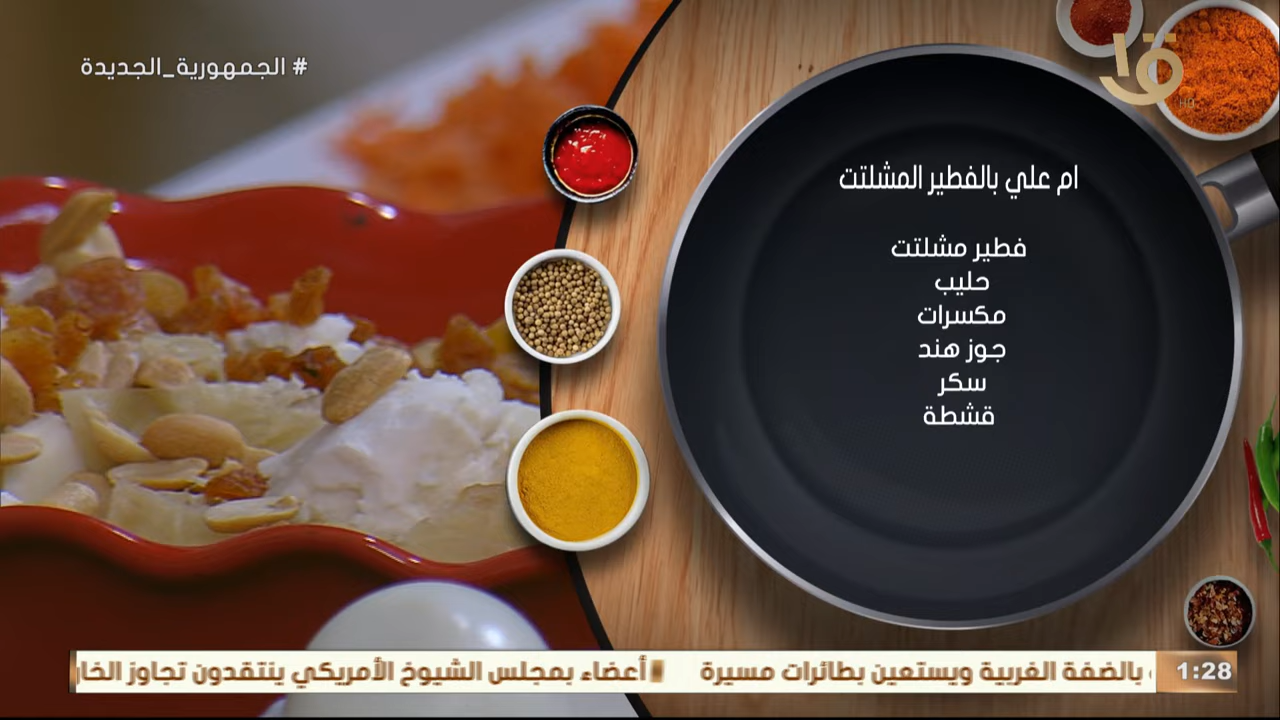 # الجمهورية_الجديدة
ام علي بالفطير المشلتت
فطير مشلتت
حليب
مكسرات
جوز هند
سكر
قشطة
1:28
بالضفة الغربية ويستعين بطائرات مسيرة أعضاء بمجلس الشيوخ الأمريكي ينتقدون تجاوز
HD